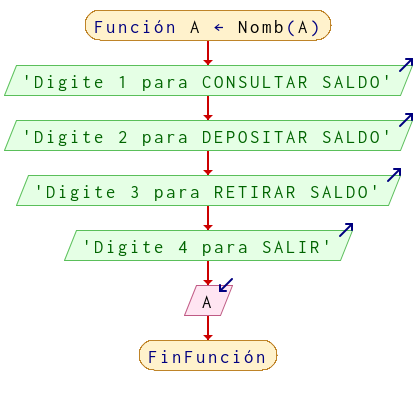 Función A ← Nomb(A)
'Digite 1 para CONSULTAR SALDO'
'Digite 2 para DEPOSITAR SALDO'
'Digite 3 para RETIRAR SALDO'
'Digite 4 para SALIR'
A
FinFunción